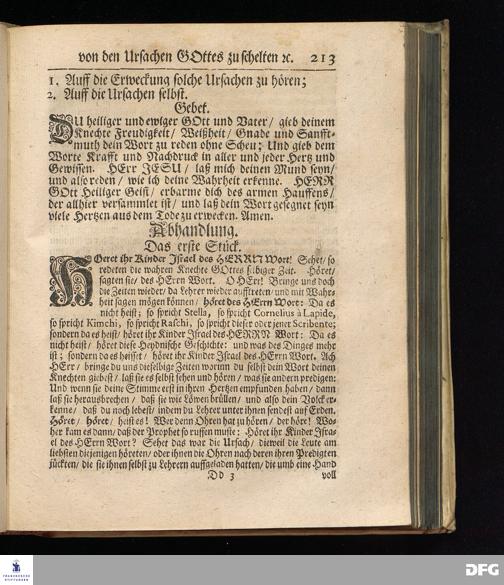 von den Ursachen GOttes zu schelten ꝛc. 213
1. Auff die Erweckung solche Ursachen zu hören;
2. Auff die Ursachen selbst.
Gebet.
DU heiliger und ewiger GOtt und Vater/ gieb deinem
Knechte Freudigkeit/ Weißheit/ Gnade und Sanfft-
muth dein Wort zu reden ohne Scheu; Und gieb dem
Worte Krafft und Nachdruck in aller und jeder Hertz und
Gewissen. HErr JESU/ laß mich deinen Mund seyn/
und also reden/ wie ich deine Wahrheit erkenne. HERR
GOtt Heiliger Geist/ erbarme dich des armen Hauffens/
der allhier versammlet ist/ und laß dein Wort gesegnet seyn
viele Hertzen aus dem Tode zu erwecken. Amen.
Abhandlung.
Das erste Stück.
HOeret ihr Kinder Israel des HERRN Wort! Sehet/ so
redeten die wahren Knechte GOttes selbiger Zeit. Höret/
sagten sie/ des HErrn Wort. O HErr! Bringe uns doch
die Zeiten wieder/ da Lehrer wieder aufftreten/ und mit Wahr-
heit sagen mögen können/ höret des HErrn Wort: Da es
nicht heist; so spricht Stella, so spricht Cornelius à Lapide,
so spricht Kimchi, so spricht Raschi, so spricht dieser oder jener Scribente;
sondern da es heist/ höret ihr Kinder Israel des HERRN Wort: Da es
nicht heist/ höret diese Heydnische Geschichte: und was des Dinges mehr
ist; sondern da es heisset/ höret ihr Kinder Israel des HErrn Wort. Ach
HErr/ bringe du uns dieselbige Zeiten worinn du selbst dein Wort deinen
Knechten giebest/ laß sie es selbst sehen und hören/ was sie andern predigen:
Und wenn sie deine Stimme erst in ihren Hertzen empfunden haben/ dann
laß sie herausbrechen/ daß sie wie Löwen brüllen/ und also dein Volck er-
kenne/ daß du noch lebest/ indem du Lehrer unter ihnen sendest auf Erden.
Höret/ höret/ heist es! Wer denn Ohren hat zu hören/ der höre! Wo-
her kam es dann/ daß der Prophet so ruffen muste: Höret ihr Kinder Isra-
el des HErrn Wort? Sehet das war die Ursach/ dieweil die Leute am
liebsten diejenigen höreten/ oder ihnen die Ohren nach deren ihren Predigten
jückten/ die sie ihnen selbst zu Lehrern auffgeladen hatten/ die umb eine Hand
Dd 3 voll
FRANCKESCHE
STIFTUNGEN
DFG